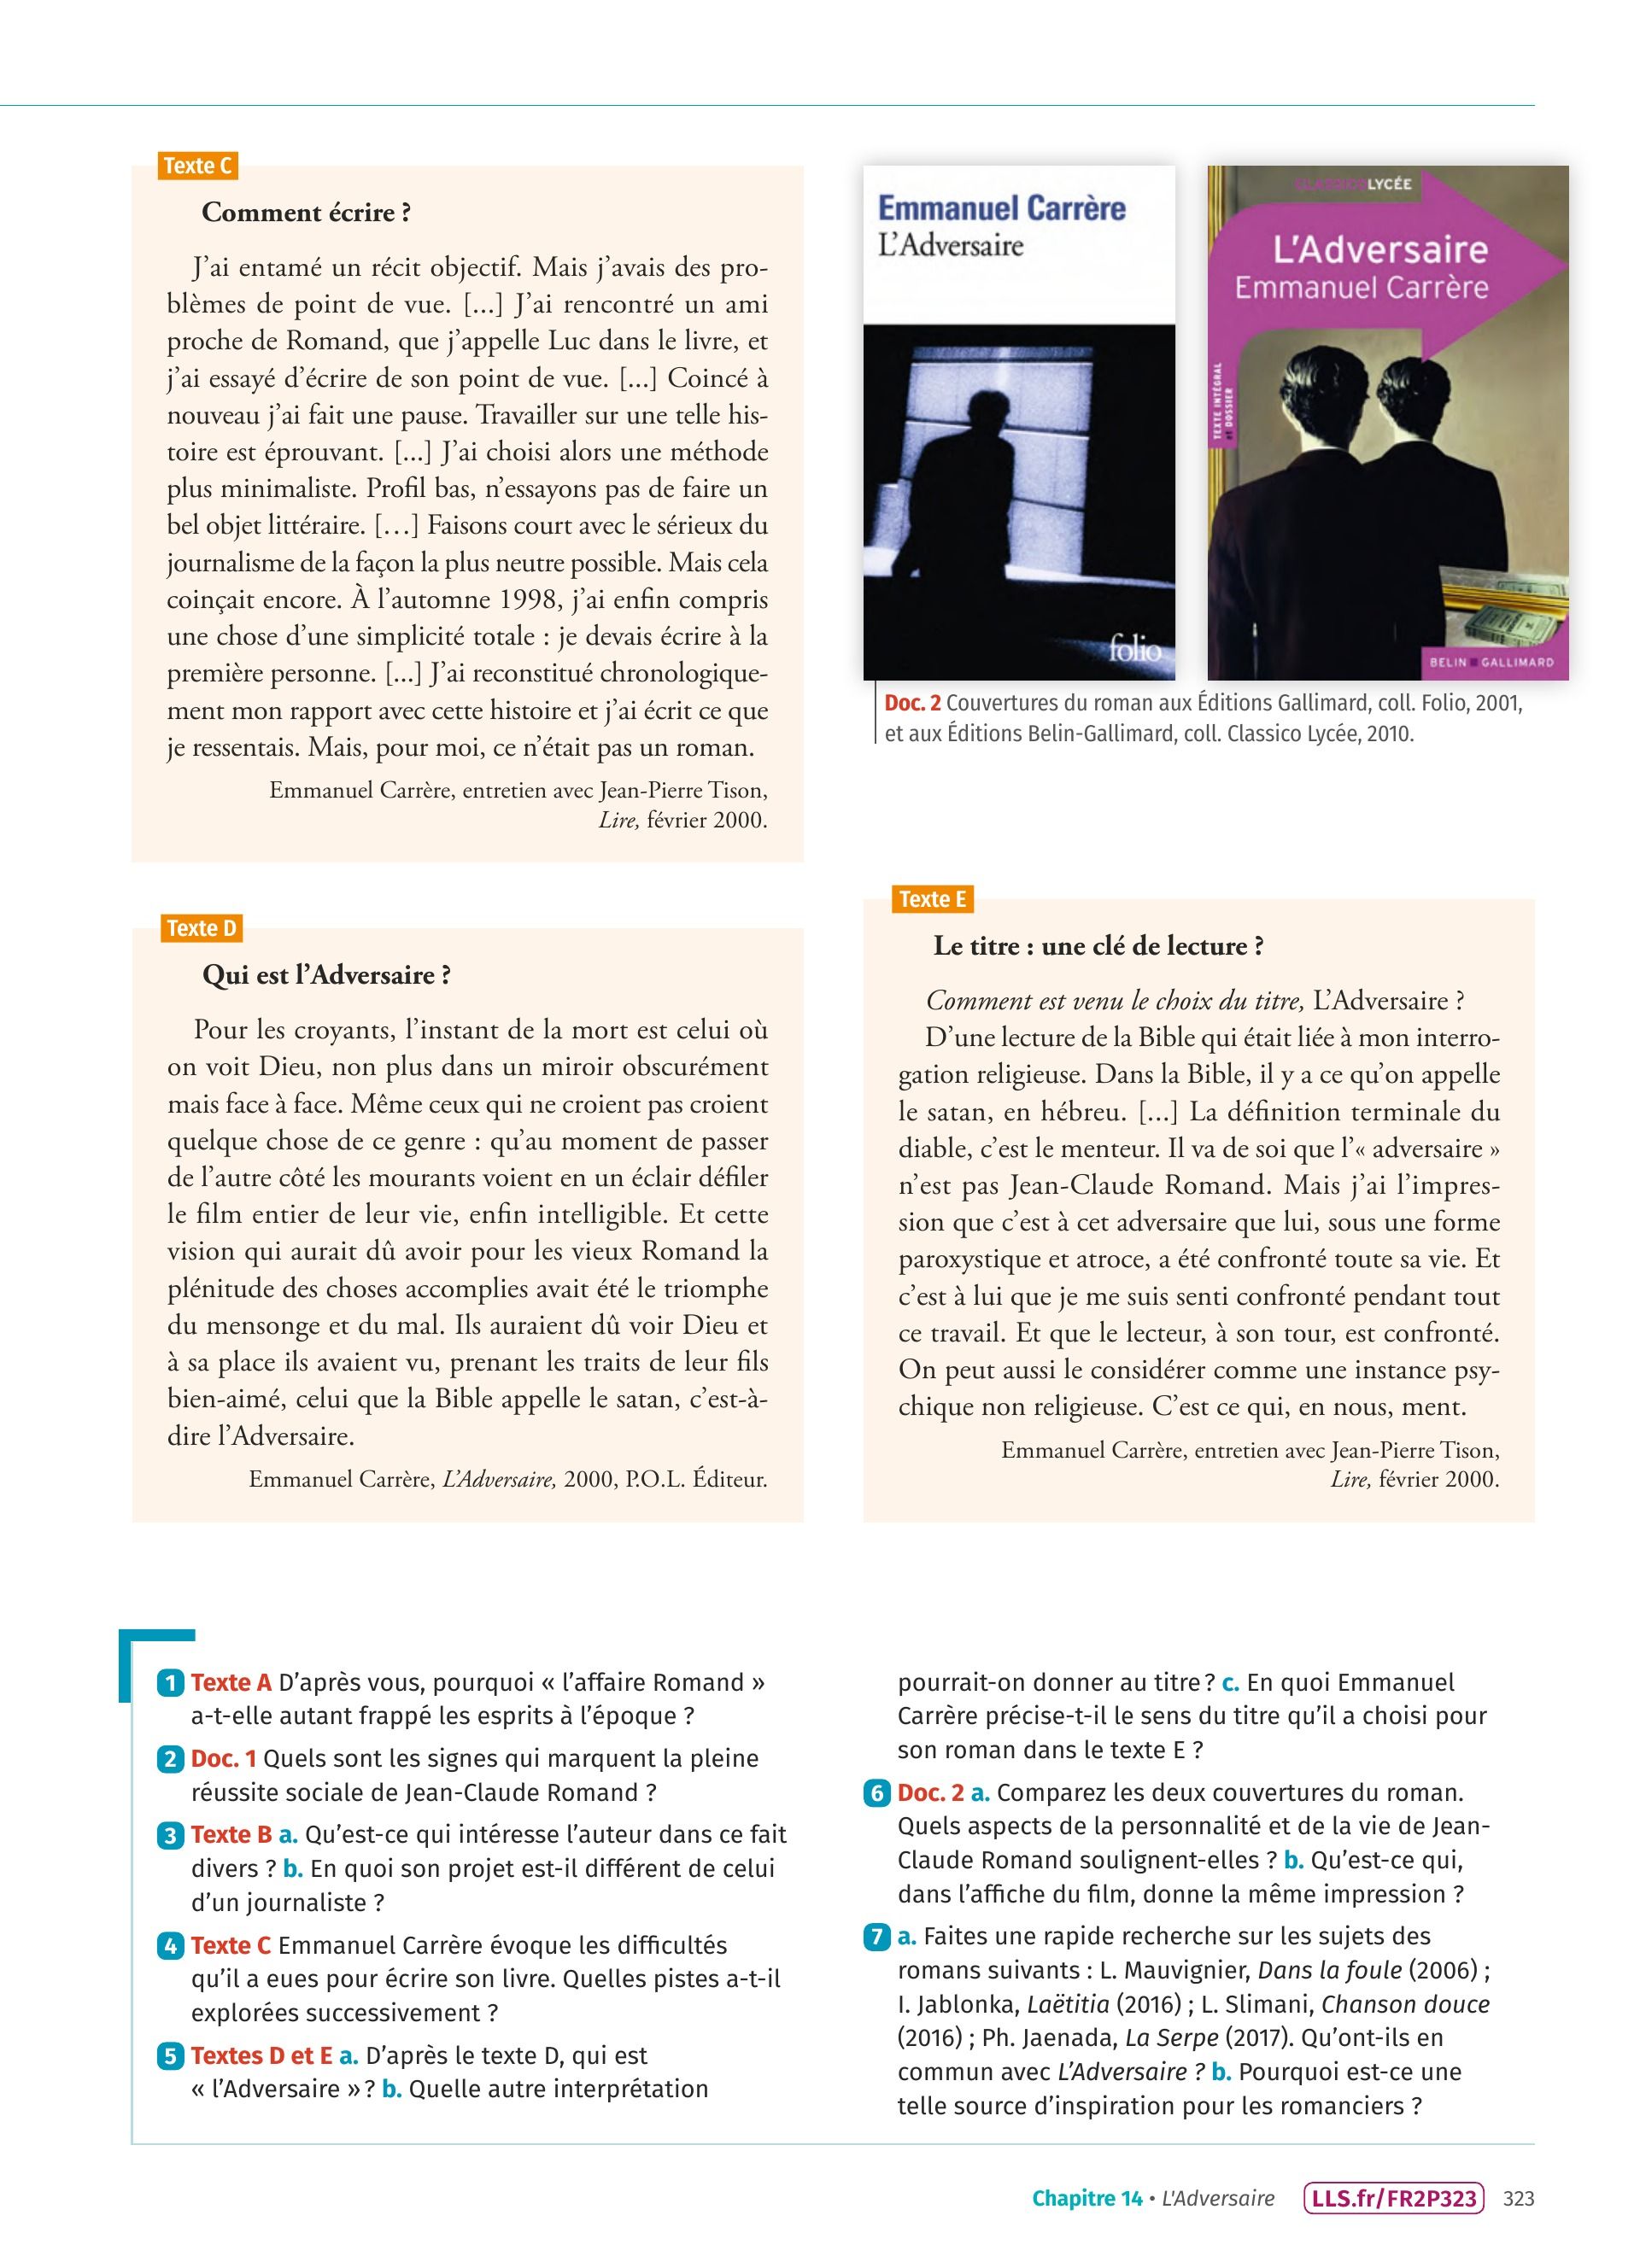 Texte C
Comment écrire ?
J’ai entamé un récit objectif. Mais j’avais des pro-
blèmes de point de vue. [...] J’ai rencontré un ami
proche de Romand, que j’appelle Luc dans le livre, et
j’ai essayé d’écrire de son point de vue. [...] Coincé à
nouveau j’ai fait une pause. Travailler sur une telle his-
toire est éprouvant. [...] J’ai choisi alors une méthode
plus minimaliste. Profil bas, n’essayons pas de faire un
bel objet littéraire. […] Faisons court avec le sérieux du
journalisme de la façon la plus neutre possible. Mais cela
coinçait encore. À l’automne 1998, j’ai enfin compris
une chose d’une simplicité totale : je devais écrire à la
première personne. [...] J’ai reconstitué chronologique-
ment mon rapport avec cette histoire et j’ai écrit ce que
je ressentais. Mais, pour moi, ce n’était pas un roman.
Emmanuel Carrère, entretien avec Jean-Pierre Tison,
Lire, février 2000.
Emmanuel Carrère
L’Adversaire
folio
CLASSICOLYCÉE
L’Adversaire
Emmanuel Carrère
TEXTE INTÉGRAL
et DOSSIER
BELIN ■ GALLIMARD
Doc. 2 Couvertures du roman aux Éditions Gallimard, coll. Folio, 2001,
et aux Éditions Belin-Gallimard, coll. Classico Lycée, 2010.
Texte D
Qui est l’Adversaire ?
Pour les croyants, l’instant de la mort est celui où
on voit Dieu, non plus dans un miroir obscurément
mais face à face. Même ceux qui ne croient pas croient
quelque chose de ce genre : qu’au moment de passer
de l’autre côté les mourants voient en un éclair défiler
le film entier de leur vie, enfin intelligible. Et cette
vision qui aurait dû avoir pour les vieux Romand la
plénitude des choses accomplies avait été le triomphe
du mensonge et du mal. Ils auraient dû voir Dieu et
à sa place ils avaient vu, prenant les traits de leur fils
bien-aimé, celui que la Bible appelle le satan, c’est-à-
dire l’Adversaire.
Emmanuel Carrère, L’Adversaire, 2000, P.O.L. Éditeur.
Texte E
Le titre : une clé de lecture ?
Comment est venu le choix du titre, L’Adversaire ?
D’une lecture de la Bible qui était liée à mon interro-
gation religieuse. Dans la Bible, il y a ce qu’on appelle
le satan, en hébreu. [...] La définition terminale du
diable, c’est le menteur. Il va de soi que l’« adversaire »
n’est pas Jean-Claude Romand. Mais j’ai l’impres-
sion que c’est à cet adversaire que lui, sous une forme
paroxystique et atroce, a été confronté toute sa vie. Et
c’est à lui que je me suis senti confronté pendant tout
ce travail. Et que le lecteur, à son tour, est confronté.
On peut aussi le considérer comme une instance psy-
chique non religieuse. C’est ce qui, en nous, ment.
Emmanuel Carrère, entretien avec Jean-Pierre Tison,
Lire, février 2000.
1 Texte A D’après vous, pourquoi « l’affaire Romand »
a-t-elle autant frappé les esprits à l’époque ?
2 Doc. 1 Quels sont les signes qui marquent la pleine
réussite sociale de Jean-Claude Romand ?
3 Texte B a. Qu’est-ce qui intéresse l’auteur dans ce fait
divers ? b. En quoi son projet est-il différent de celui
d’un journaliste ?
4 Texte C Emmanuel Carrère évoque les difficultés
qu’il a eues pour écrire son livre. Quelles pistes a-t-il
explorées successivement ?
5 Textes D et E a. D’après le texte D, qui est
« l’Adversaire » ? b. Quelle autre interprétation
pourrait-on donner au titre ? c. En quoi Emmanuel
Carrère précise-t-il le sens du titre qu’il a choisi pour
son roman dans le texte E ?
6 Doc. 2 a. Comparez les deux couvertures du roman.
Quels aspects de la personnalité et de la vie de Jean-
Claude Romand soulignent-elles ? b. Qu’est-ce qui,
dans l’affiche du film, donne la même impression ?
7 a. Faites une rapide recherche sur les sujets des
romans suivants : L. Mauvignier, Dans la foule (2006) ;
I. Jablonka, Laëtitia (2016) ; L. Slimani, Chanson douce
(2016) ; Ph. Jaenada, La Serpe (2017). Qu’ont-ils en
commun avec L’Adversaire ? b. Pourquoi est-ce une
telle source d’inspiration pour les romanciers ?
Chapitre 14 • L'Adversaire LLS.fr/FR2P323 323